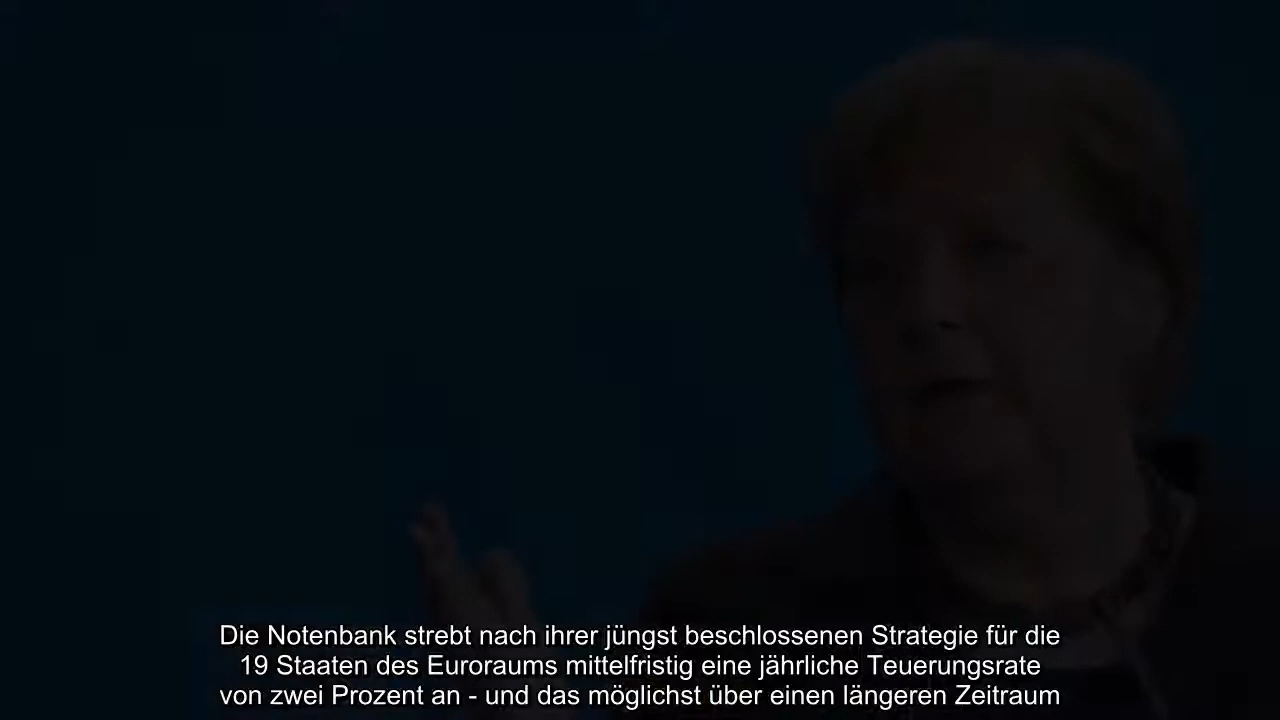 Die Notenbank strebt nach ihrer jüngst beschlossenen Strategie für die
19 Staaten des Euroraums mittelfristig eine jährliche Teuerungsrate
von zwei Prozent an - und das möglichst über einen längeren Zeitraum